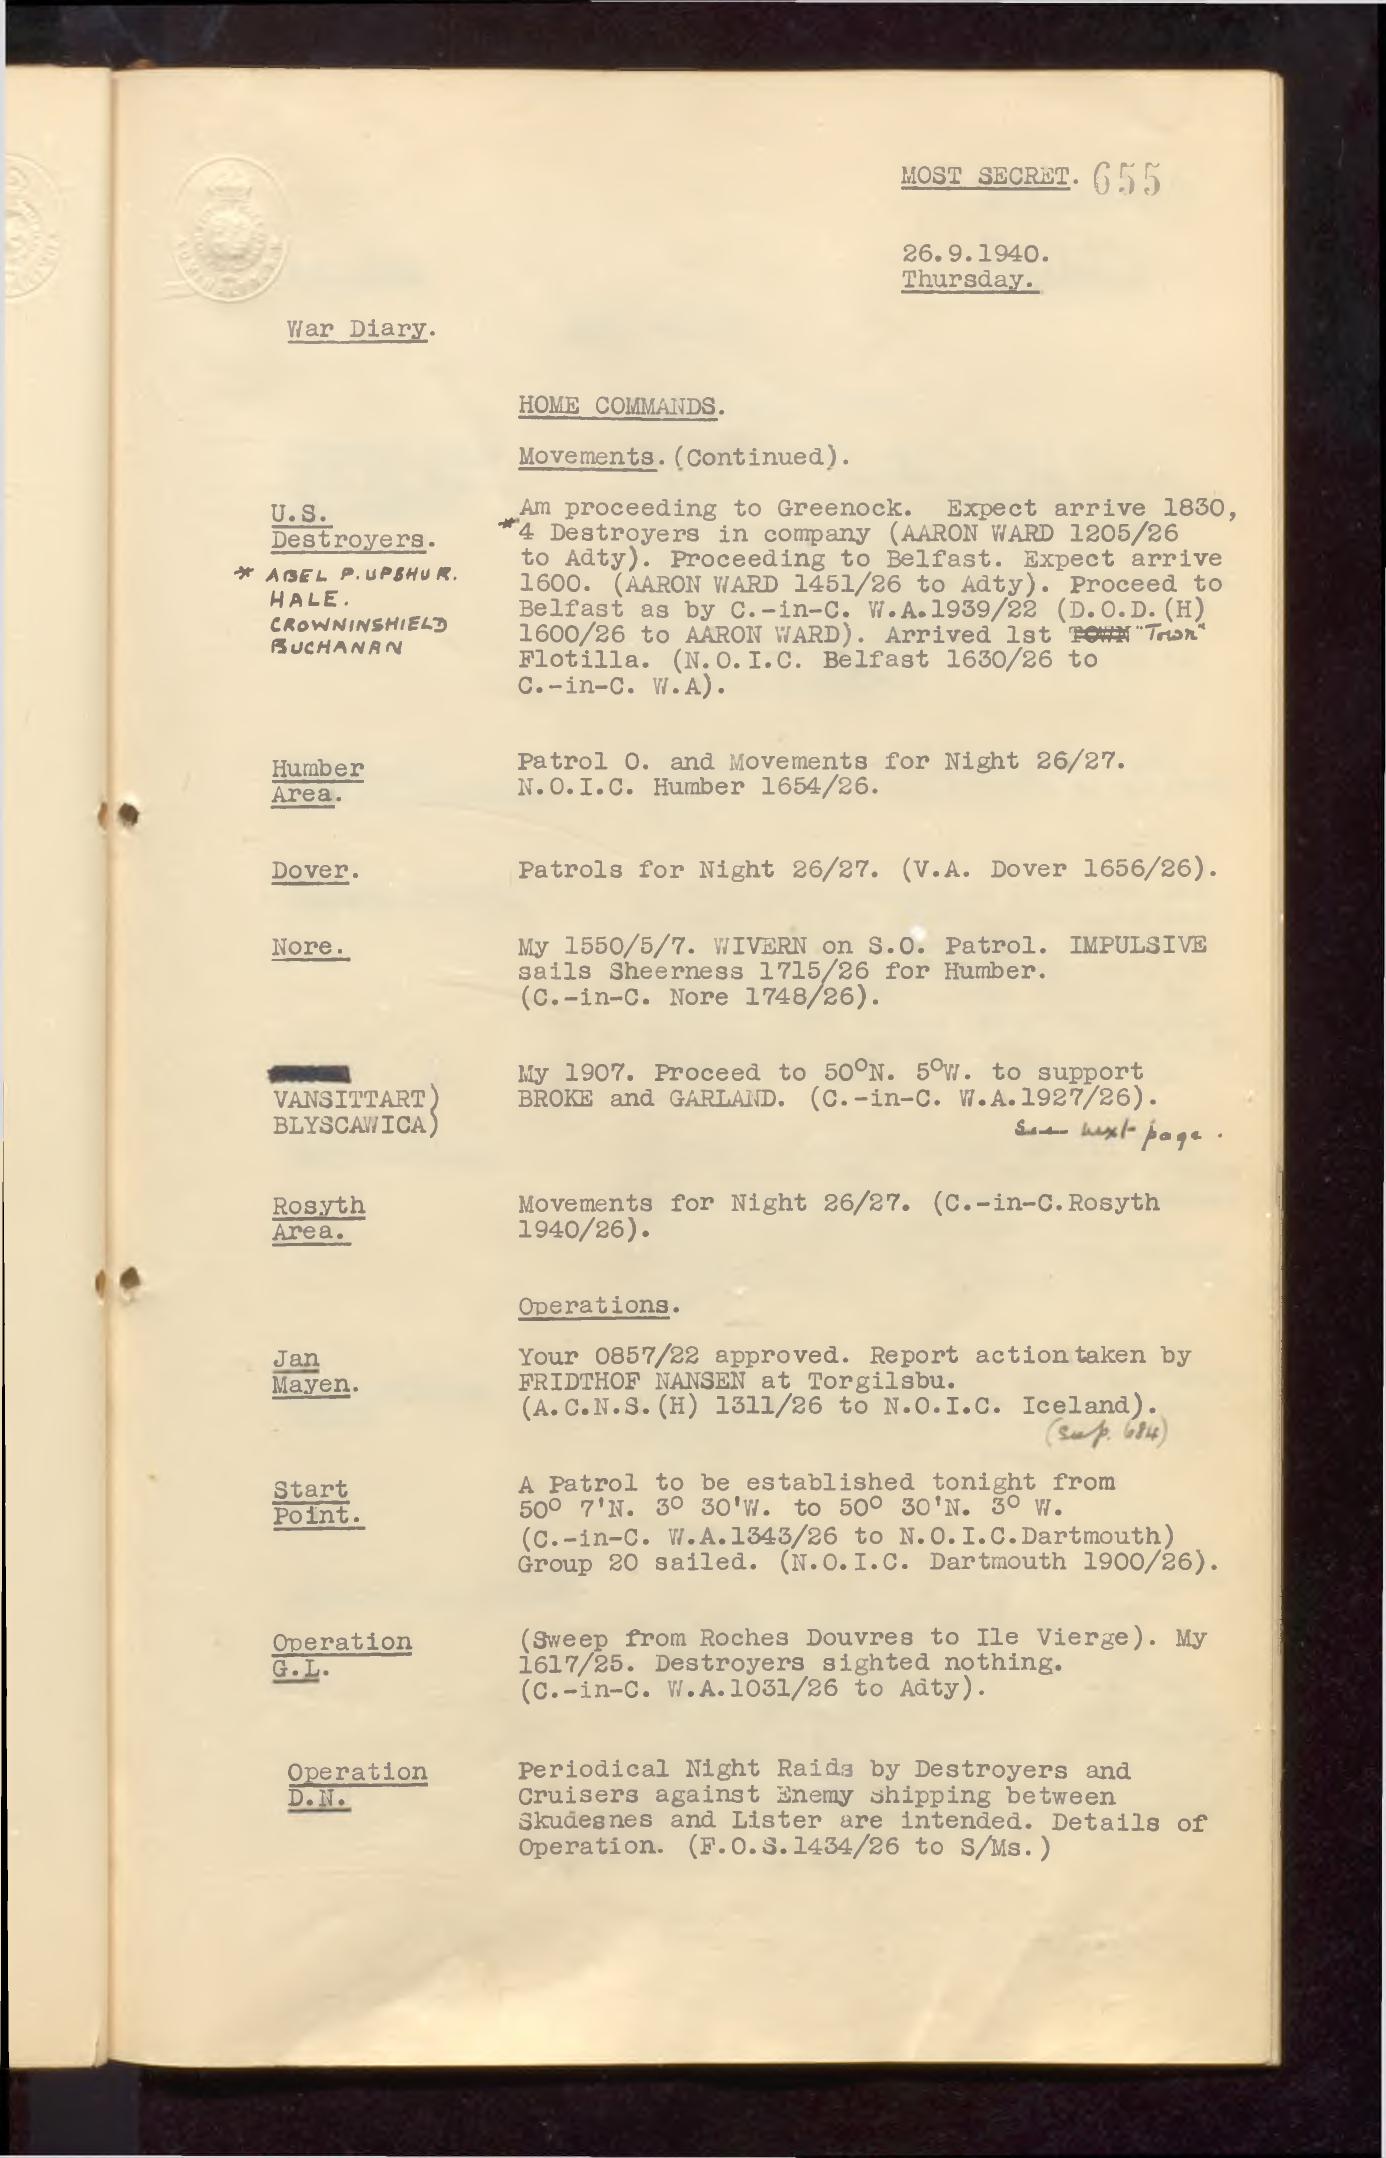 MOST SECRET. 655
26.9.1940.
Thursday.
War Diary.
HOME COMMANDS.
Movements. (Continued).
U.S.
Destroyers.
* ABEL P. UPSHUR.
HALE.
CROWNINSHIELD
BUCHANAN
Am proceeding to Greenock. Expect arrive 1830,
*4 Destroyers in company (AARON WARD 1205/26
to Adty). Proceeding to Belfast. Expect arrive
1600. (AARON WARD 1451/26 to Adty). Proceed to
Belfast as by C.-in-C. W.A.1939/22 (D.O.D.(H)
1600/26 to AARON WARD). Arrived 1st TOWN "Town"
Flotilla. (N.O.I.C. Belfast 1630/26 to
C.-in-C. W.A).
Humber
Area.
Patrol O. and Movements for Night 26/27.
N.O.I.C. Humber 1654/26.
Dover.
Patrols for Night 26/27. (V.A. Dover 1656/26).
Nore.
My 1550/5/7. WIVERN on S.O. Patrol. IMPULSIVE
sails Sheerness 1715/26 for Humber.
(C.-in-C. Nore 1748/26).
VANSITTART)
BLYSCAWICA)
My 1907. Proceed to 50°N. 5°W. to support
BROKE and GARLAND. (C.-in-C. W.A.1927/26).
See next page.
Rosyth
Area.
Movements for Night 26/27. (C.-in-C.Rosyth
1940/26).
Operations.
Jan
Mayen.
Your 0857/22 approved. Report action taken by
FRIDTHOF NANSEN at Torgilsbu.
(A.C.N.S.(H) 1311/26 to N.O.I.C. Iceland).
(see p. 684)
Start
Point.
A Patrol to be established tonight from
50° 7'N. 3° 30'W. to 50° 30'N. 3° W.
(C.-in-C. W.A.1343/26 to N.O.I.C.Dartmouth)
Group 20 sailed. (N.O.I.C. Dartmouth 1900/26).
Operation
G.L.
(Sweep from Roches Douvres to Ile Vierge). My
1617/25. Destroyers sighted nothing.
(C.-in-C. W.A.1031/26 to Adty).
Operation
D.N.
Periodical Night Raids by Destroyers and
Cruisers against Enemy Shipping between
Skudesnes and Lister are intended. Details of
Operation. (F.O.S.1434/26 to S/Ms.)